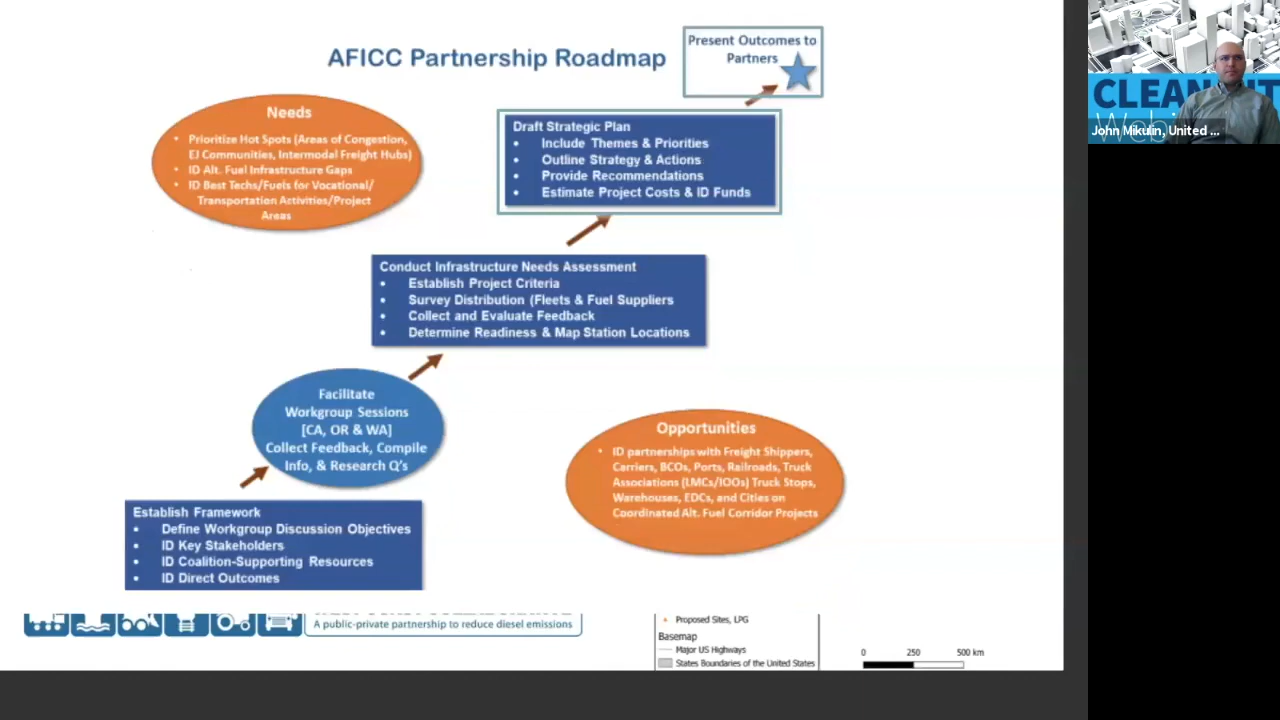 AFICC Partnership Roadmap
Present Outcomes to
Partners
Needs
• Prioritize Hot Spots (Areas of Congestion,
EJ Communities, Intermodal Freight Hubs)
• ID Alt. Fuel Infrastructure Gaps
• ID Best Techs/Fuels for Vocational/
Transportation Activities/Project
Areas
Draft Strategic Plan
• Include Themes & Priorities
• Outline Strategy & Actions
• Provide Recommendations
• Estimate Project Costs & ID Funds
Conduct Infrastructure Needs Assessment
• Establish Project Criteria
• Survey Distribution (Fleets & Fuel Suppliers
• Collect and Evaluate Feedback
• Determine Readiness & Map Station Locations
Facilitate
Workgroup Sessions
[CA, OR & WA]
Collect Feedback, Compile
Info, & Research Q's
Opportunities
• ID partnerships with Freight Shippers,
Carriers, BCOs, Ports, Railroads, Truck
Associations (LMCs/IOOs) Truck Stops,
Warehouses, EDCs, and Cities on
Coordinated Alt. Fuel Corridor Projects
Establish Framework
• Define Workgroup Discussion Objectives
• ID Key Stakeholders
• ID Coalition-Supporting Resources
• ID Direct Outcomes
A public-private partnership to reduce diesel emissions
Proposed Sites, LPG
Basemap
Major US Highways
States Boundaries of the United States
0 250 500 km
CLEAN
John Mikulin, United ...